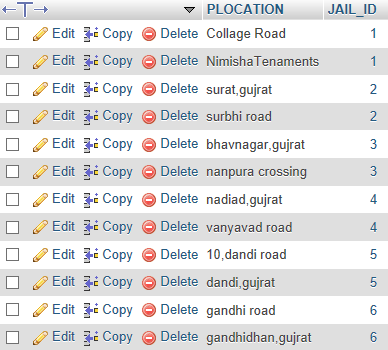 ←T→ PLOCATION JAIL_ID
Edit Copy Delete Collage Road 1
Edit Copy Delete NimishaTenaments 1
Edit Copy Delete surat,gujrat 2
Edit Copy Delete surbhi road 2
Edit Copy Delete bhavnagar,gujrat 3
Edit Copy Delete nanpura crossing 3
Edit Copy Delete nadiad,gujrat 4
Edit Copy Delete vanyavad road 4
Edit Copy Delete 10,dandi road 5
Edit Copy Delete dandi,gujrat 5
Edit Copy Delete gandhi road 6
Edit Copy Delete gandhidhan,gujrat 6